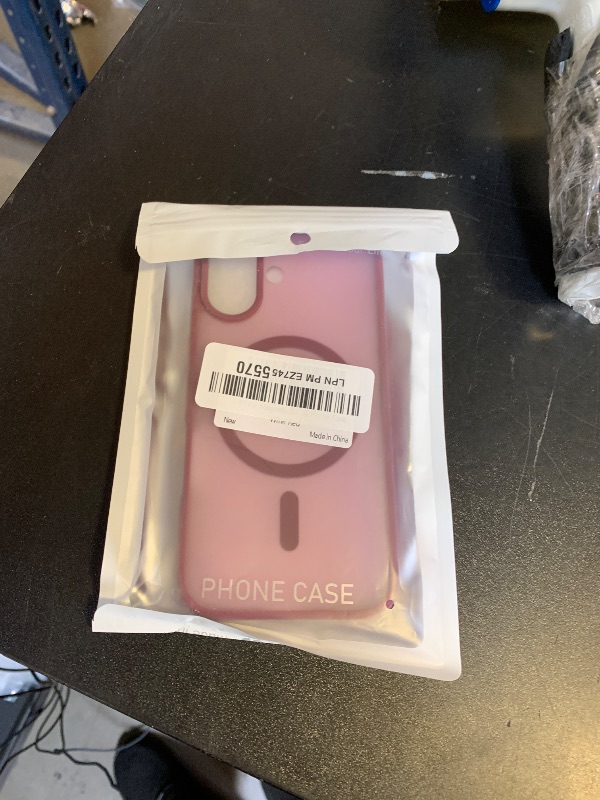 LPN PM EZ7455570
New
Made in China
PHONE CASE